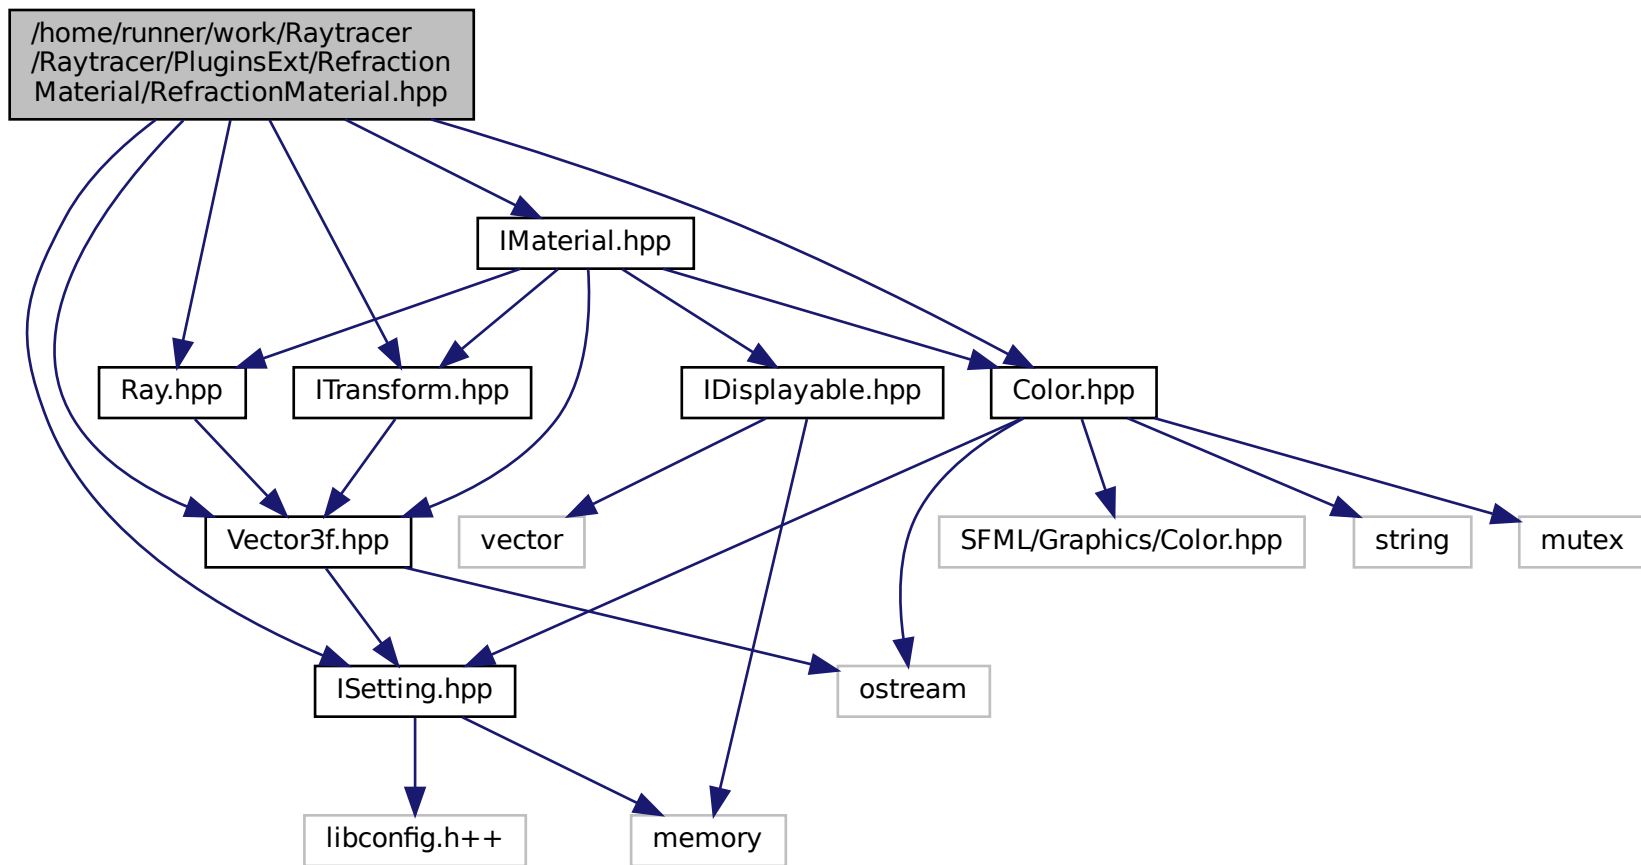 /home/runner/work/Raytracer
/Raytracer/PluginsExt/Refraction
Material/RefractionMaterial.hpp
IMaterial.hpp
Ray.hpp
ITransform.hpp
IDisplayable.hpp
Color.hpp
Vector3f.hpp
vector
SFML/Graphics/Color.hpp
string
mutex
ISetting.hpp
ostream
libconfig.h++
memory